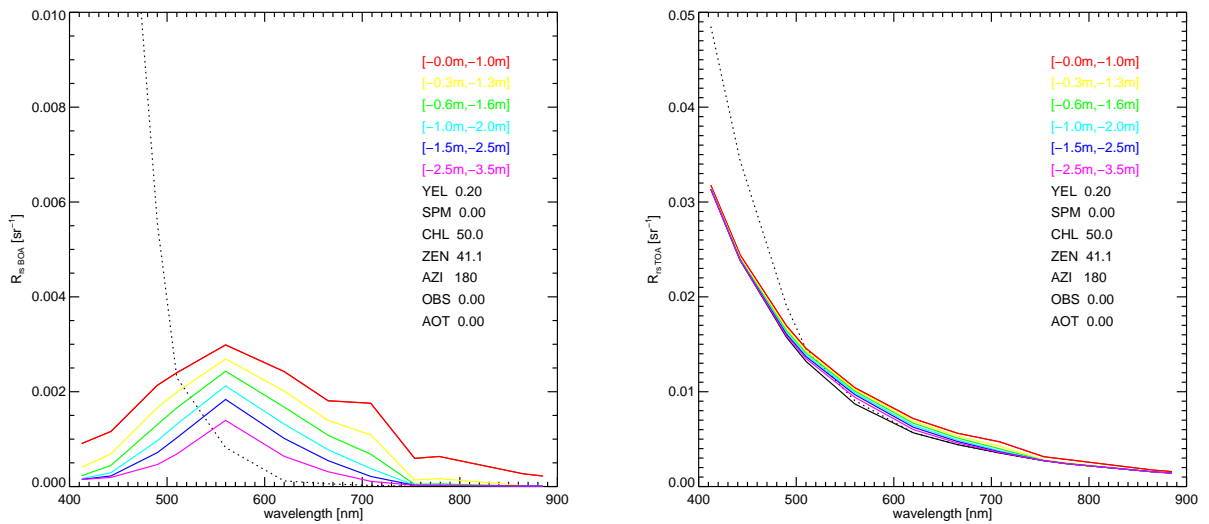 0.010
0.008
0.006
0.004
0.002
0.000
R rs BOA [sr−1]
400 500 600 700 800 900
wavelength [nm]
[−0.0m,−1.0m]
[−0.3m,−1.3m]
[−0.6m,−1.6m]
[−1.0m,−2.0m]
[−1.5m,−2.5m]
[−2.5m,−3.5m]
YEL 0.20
SPM 0.00
CHL 50.0
ZEN 41.1
AZI 180
OBS 0.00
AOT 0.00
0.05
0.04
0.03
0.02
0.01
0.00
R rs TOA [sr−1]
400 500 600 700 800 900
wavelength [nm]
[−0.0m,−1.0m]
[−0.3m,−1.3m]
[−0.6m,−1.6m]
[−1.0m,−2.0m]
[−1.5m,−2.5m]
[−2.5m,−3.5m]
YEL 0.20
SPM 0.00
CHL 50.0
ZEN 41.1
AZI 180
OBS 0.00
AOT 0.00